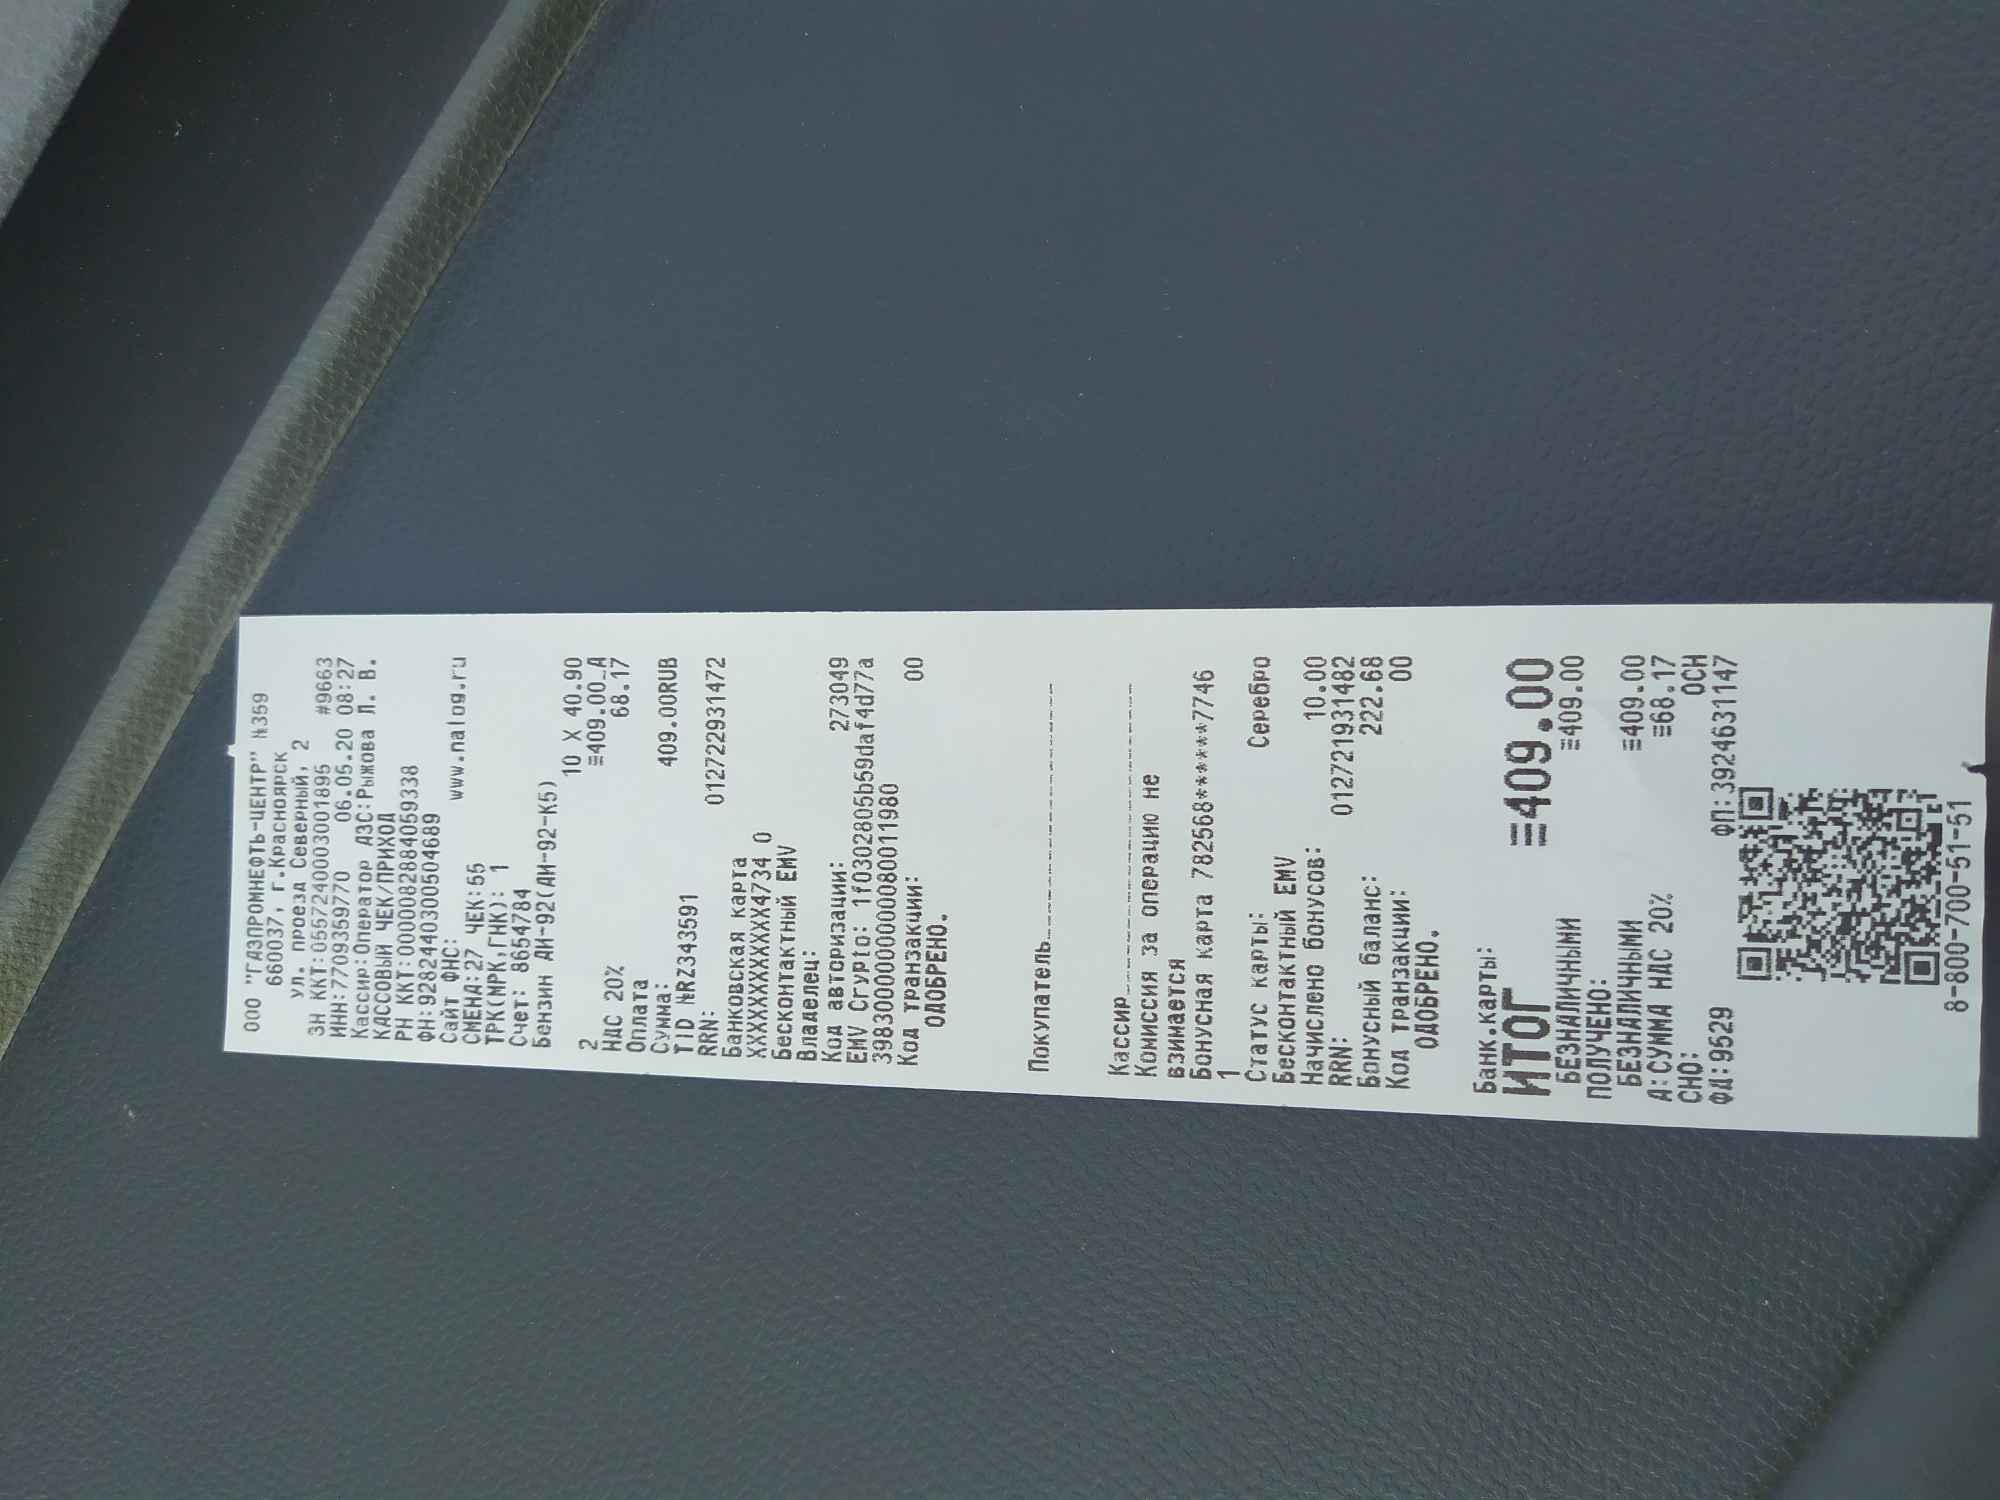 ООО "ГАЗПРОМНЕФТЬ-ЦЕНТР" №359
660037, г.Красноярск
ул. проезд Северный, 2
ЗН ККТ:0557240003001895 #9663
ИНН:7709359770 06.05.20 08:27
Кассир:Оператор АЗС:Рыжова Л. В.
КАССОВЫЙ ЧЕК/ПРИХОД
РН ККТ:0000828884059338
ФН:9282440300504689
Сайт ФНС: www.nalog.ru
СМЕНА:27 ЧЕК:55
ТРК(МРК,ГНК): 1
Счет: 8654784
Бензин АИ-92(АИ-92-К5)
10 X 40.90
2 =409.00_А
НДС 20% 68.17
Оплата
Сумма: 409.00RUB
TID №RZ343591
RRN: 012722931472
Банковская карта
XXXXXXXXXXXX4734 0
Бесконтактный EMV
Владелец:
Код авторизации: 273049
EMV Crypto: 1f0302805b59daf4d77a
398300000000008001980
Код транзакции: 00
ОДОБРЕНО.
Покупатель
Кассир
Комиссия за операцию не
взимается
Бонусная карта 782568******7746
1
Статус карты: Серебро
Бесконтактный EMV
Начислено бонусов: 10.00
RRN: 012721931482
Бонусный баланс: 222.68
Код транзакции: 00
ОДОБРЕНО.
Банк.карты:
ИТОГ =409.00
БЕЗНАЛИЧНЫМИ =409.00
ПОЛУЧЕНО:
БЕЗНАЛИЧНЫМИ =409.00
А:СУММА НДС 20% =68.17
СНО: ОСН
ФД:9529 ФП:3924631147
8-800-700-51-51